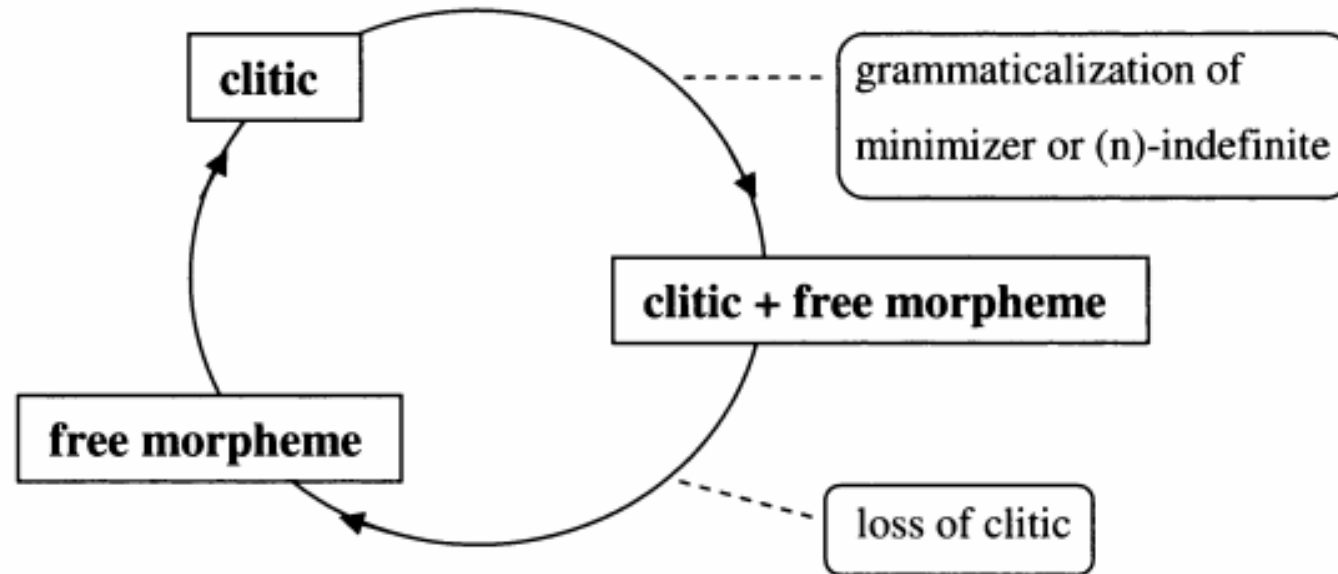 clitic
grammaticalization of
minimizer or (n)-indefinite
clitic + free morpheme
free morpheme
loss of clitic